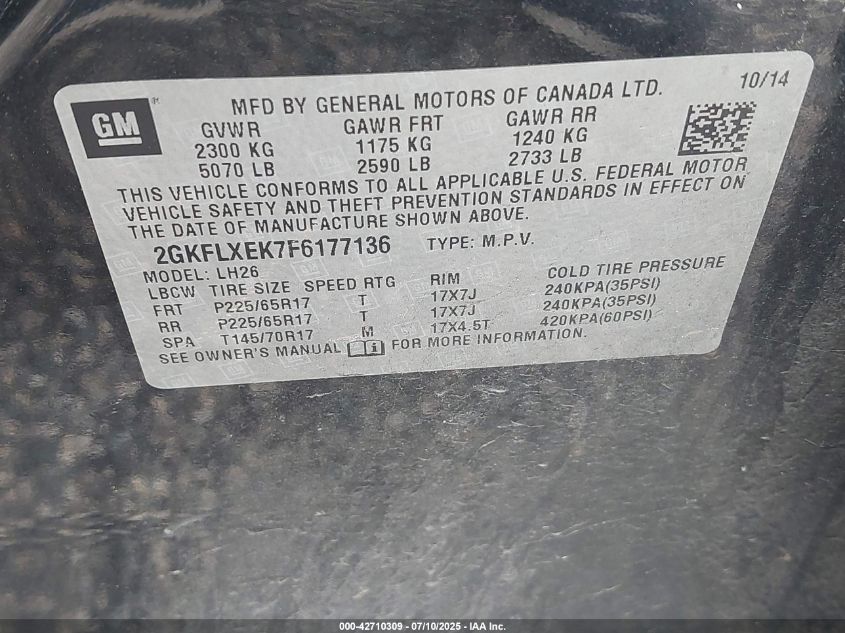 GM
MFD BY GENERAL MOTORS OF CANADA LTD.
10/14
GVWR GAWR FRT GAWR RR
2300 KG 1175 KG 1240 KG
5070 LB 2590 LB 2733 LB
THIS VEHICLE CONFORMS TO ALL APPLICABLE U.S. FEDERAL MOTOR
VEHICLE SAFETY AND THEFT PREVENTION STANDARDS IN EFFECT ON
THE DATE OF MANUFACTURE SHOWN ABOVE.
2GKFLXEK7F6177136 TYPE: M.P.V.
MODEL: LH26
LBCW TIRE SIZE SPEED RTG RIM COLD TIRE PRESSURE
FRT P225/65R17 T 17X7J 240KPA(35PSI)
RR P225/65R17 T 17X7J 240KPA(35PSI)
SPA T145/70R17 M 17X4.5T 420KPA(60PSI)
SEE OWNER'S MANUAL FOR MORE INFORMATION.
000-42710309 - 07/10/2025 - IAA Inc.